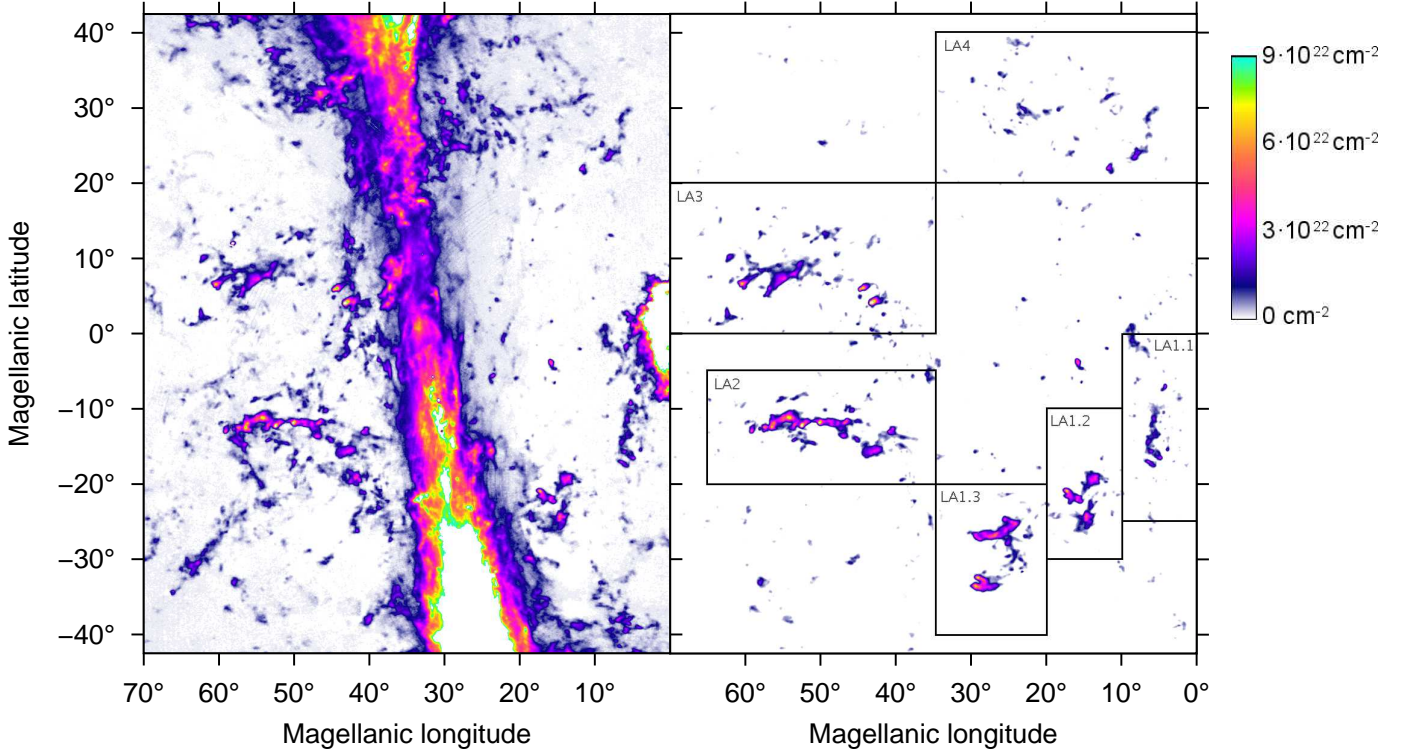 40°
30°
20°
10°
0°
−10°
−20°
−30°
−40°
Magellanic latitude
70° 60° 50° 40° 30° 20° 10°
Magellanic longitude
LA4
LA3
LA1.1
LA2
LA1.2
LA1.3
60° 50° 40° 30° 20° 10° 0°
Magellanic longitude
9·10²² cm⁻²
6·10²² cm⁻²
3·10²² cm⁻²
0 cm⁻²